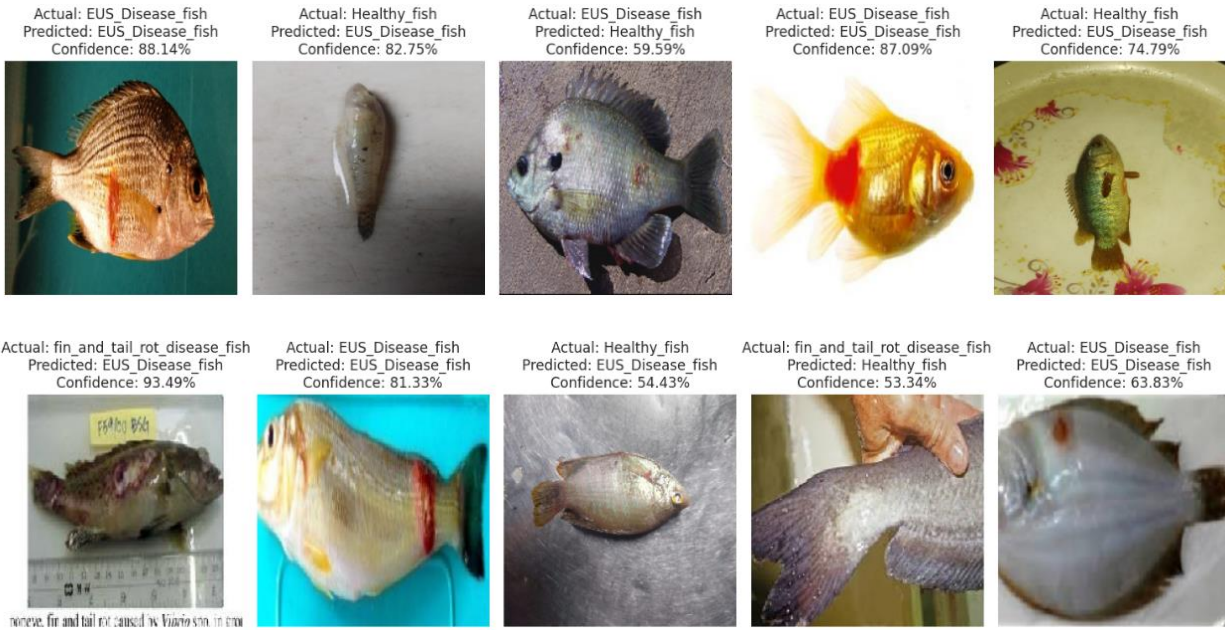 Actual: EUS_Disease_fish
Predicted: EUS_Disease_fish
Confidence: 88.14%
Actual: Healthy_fish
Predicted: EUS_Disease_fish
Confidence: 82.75%
Actual: EUS_Disease_fish
Predicted: Healthy_fish
Confidence: 59.59%
Actual: EUS_Disease_fish
Predicted: EUS_Disease_fish
Confidence: 87.09%
Actual: Healthy_fish
Predicted: EUS_Disease_fish
Confidence: 74.79%
Actual: fin_and_tail_rot_disease_fish
Predicted: EUS_Disease_fish
Confidence: 93.49%
Actual: EUS_Disease_fish
Predicted: EUS_Disease_fish
Confidence: 81.33%
Actual: Healthy_fish
Predicted: EUS_Disease_fish
Confidence: 54.43%
Actual: fin_and_tail_rot_disease_fish
Predicted: Healthy_fish
Confidence: 53.34%
Actual: EUS_Disease_fish
Predicted: EUS_Disease_fish
Confidence: 63.83%
popeye, fin and tail rot caused by Vibrio spp. in